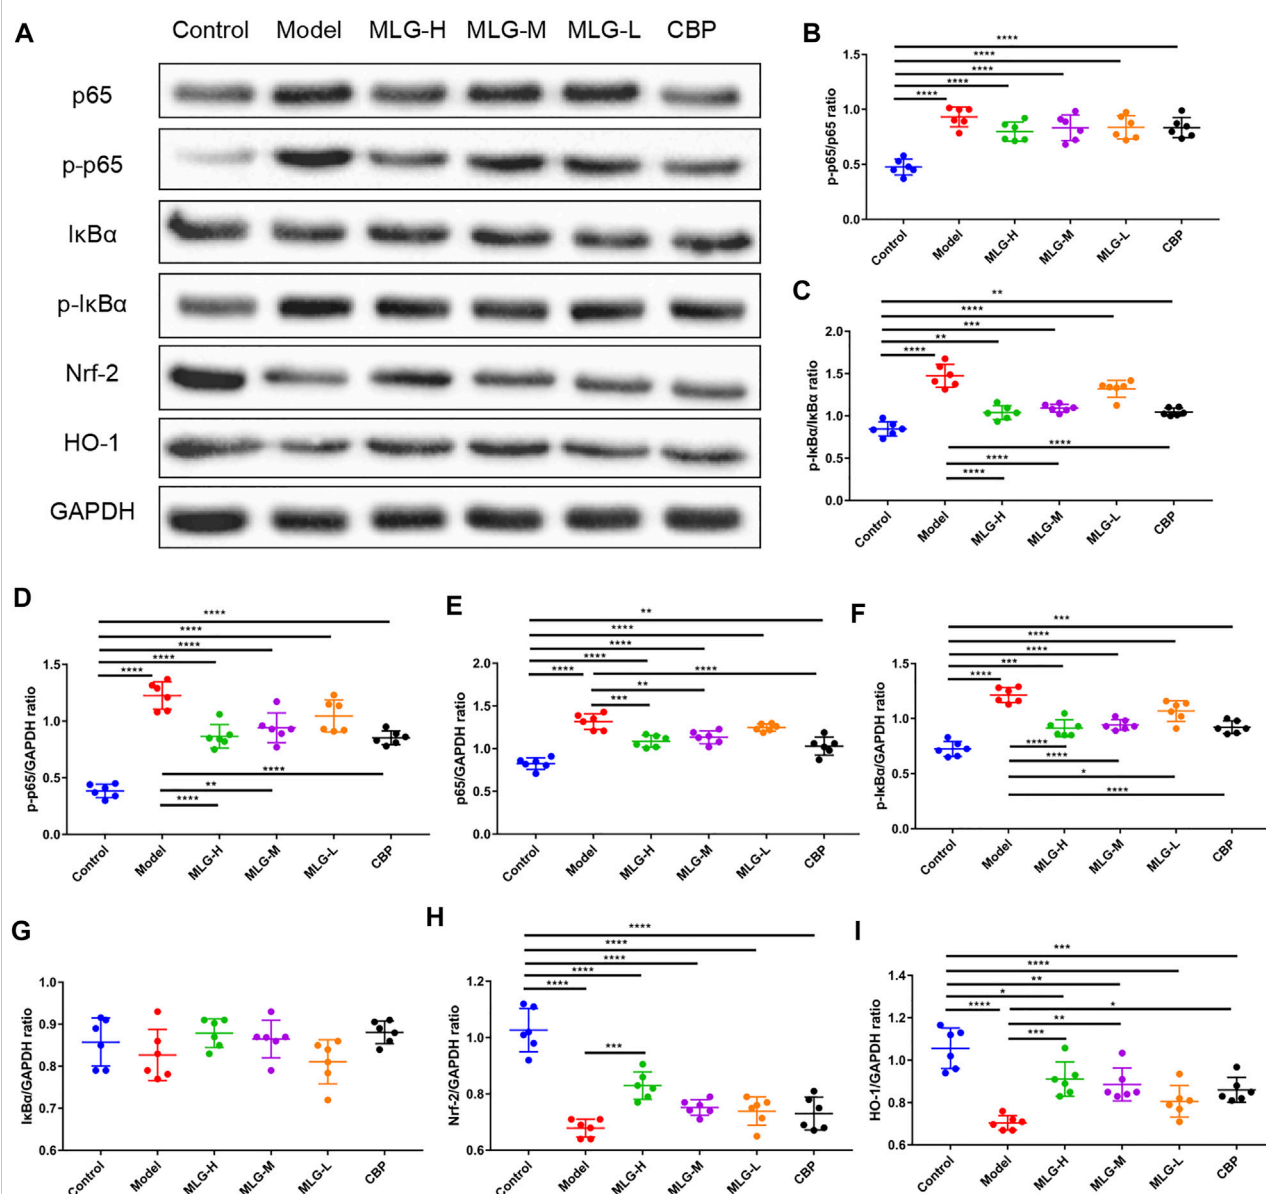 A
Control Model MLG-H MLG-M MLG-L CBP
p65
p-p65
IκBα
p-IκBα
Nrf-2
HO-1
GAPDH
B
****
****
****
****
****
p-p65/p65 ratio
1.5
1.0
0.5
0.0
Control Model MLG-H MLG-M MLG-L CBP
C
**
****
***
**
****
p-IκBα/IκBα ratio
2.0
1.5
1.0
0.5
0.0
****
****
****
Control Model MLG-H MLG-M MLG-L CBP
D
****
****
****
****
****
p-p65/GAPDH ratio
1.5
1.0
0.5
0.0
****
**
****
Control Model MLG-H MLG-M MLG-L CBP
E
**
****
****
****
**** ****
**
***
p65/GAPDH ratio
2.0
1.5
1.0
0.5
0.0
Control Model MLG-H MLG-M MLG-L CBP
F
***
****
****
***
****
p-IκBα/GAPDH ratio
1.5
1.0
0.5
0.0
****
****
*
****
Control Model MLG-H MLG-M MLG-L CBP
G
IκBα/GAPDH ratio
1.0
0.9
0.8
0.7
0.6
Control Model MLG-H MLG-M MLG-L CBP
H
****
****
****
****
****
***
Nrf-2/GAPDH ratio
1.2
1.0
0.8
0.6
Control Model MLG-H MLG-M MLG-L CBP
I
***
****
**
*
**** *
**
***
HO-1/GAPDH ratio
1.4
1.2
1.0
0.8
0.6
Control Model MLG-H MLG-M MLG-L CBP